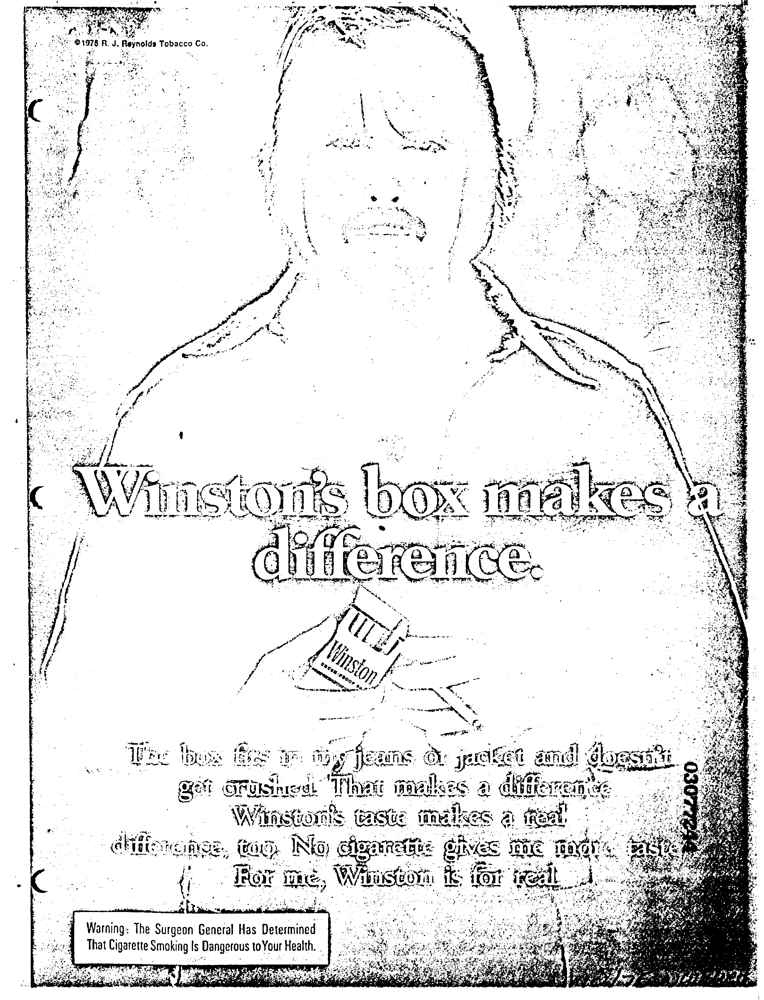 © 1975 R. J. Reynolds Tobacco Co.
Winston's box makes a
difference.
Winston
The box fits in my jeans or jacket and doesn't
get crushed. That makes a difference
Winston's taste makes a real
difference, too. No cigarette gives me more taste
For me, Winston is for real
Warning: The Surgeon General Has Determined
That Cigarette Smoking Is Dangerous to Your Health.